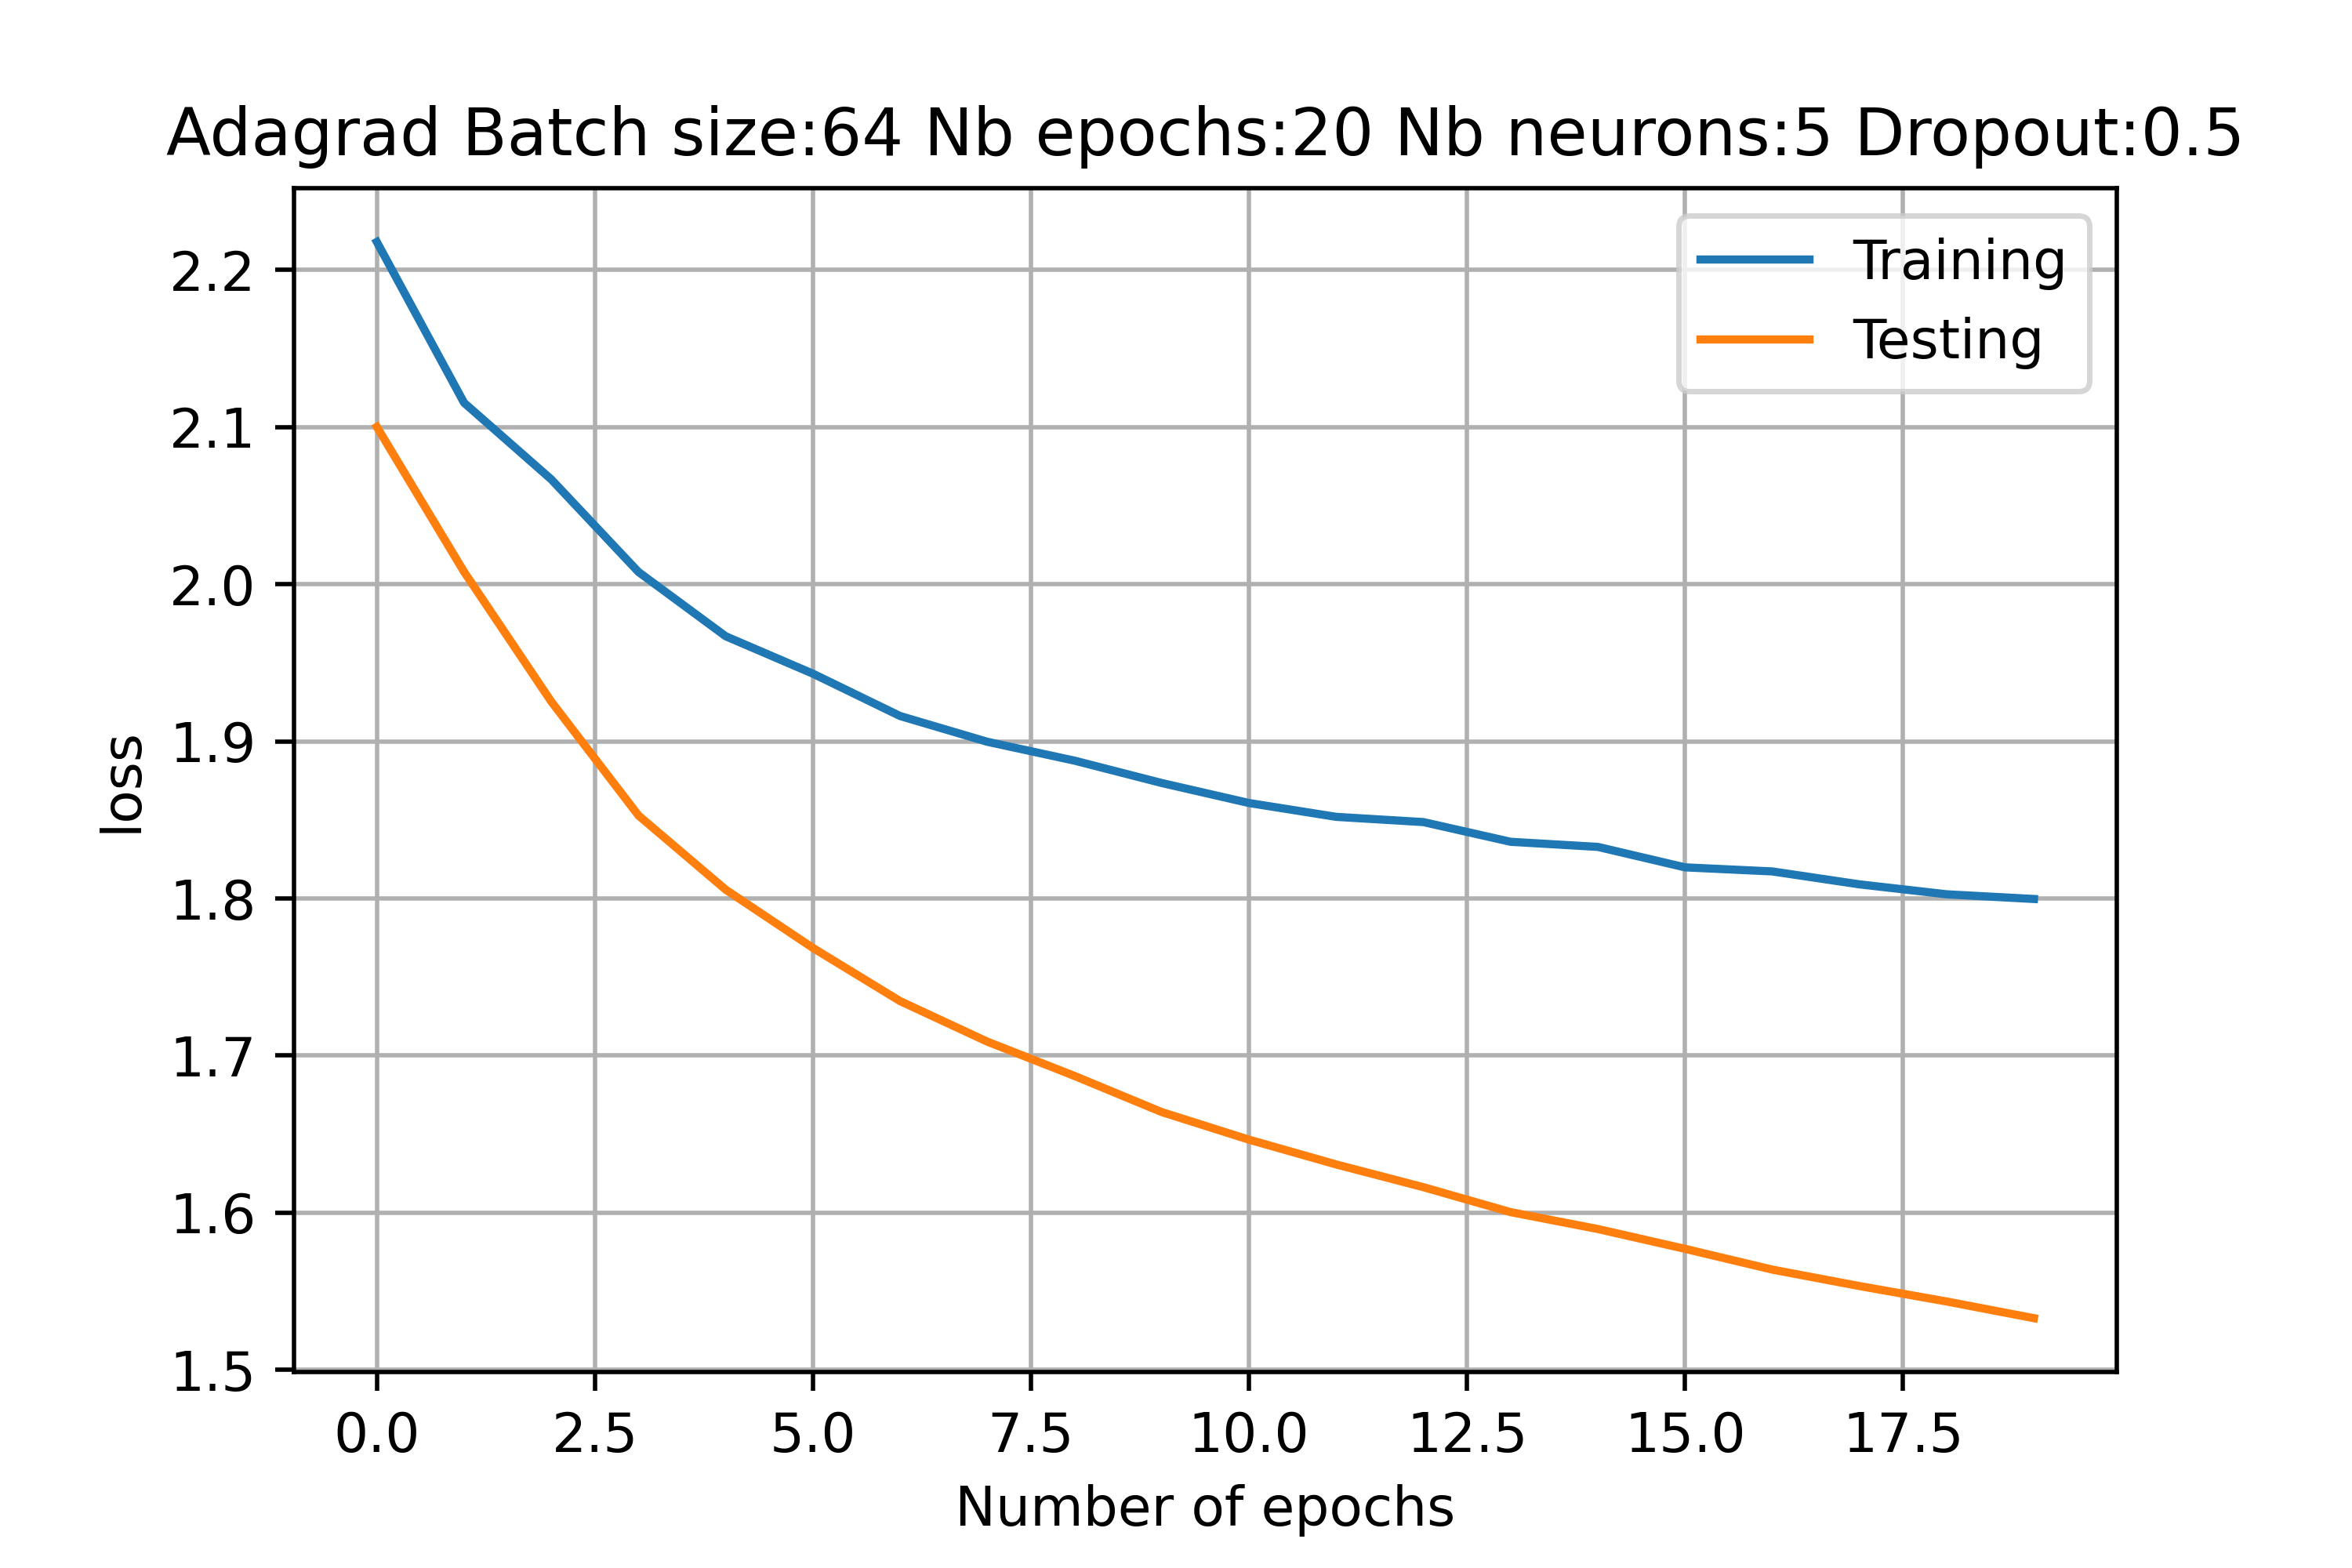 Adagrad Batch size:64 Nb epochs:20 Nb neurons:5 Dropout:0.5
Training
Testing
2.2
2.1
2.0
1.9
1.8
1.7
1.6
1.5
loss
0.0 2.5 5.0 7.5 10.0 12.5 15.0 17.5
Number of epochs